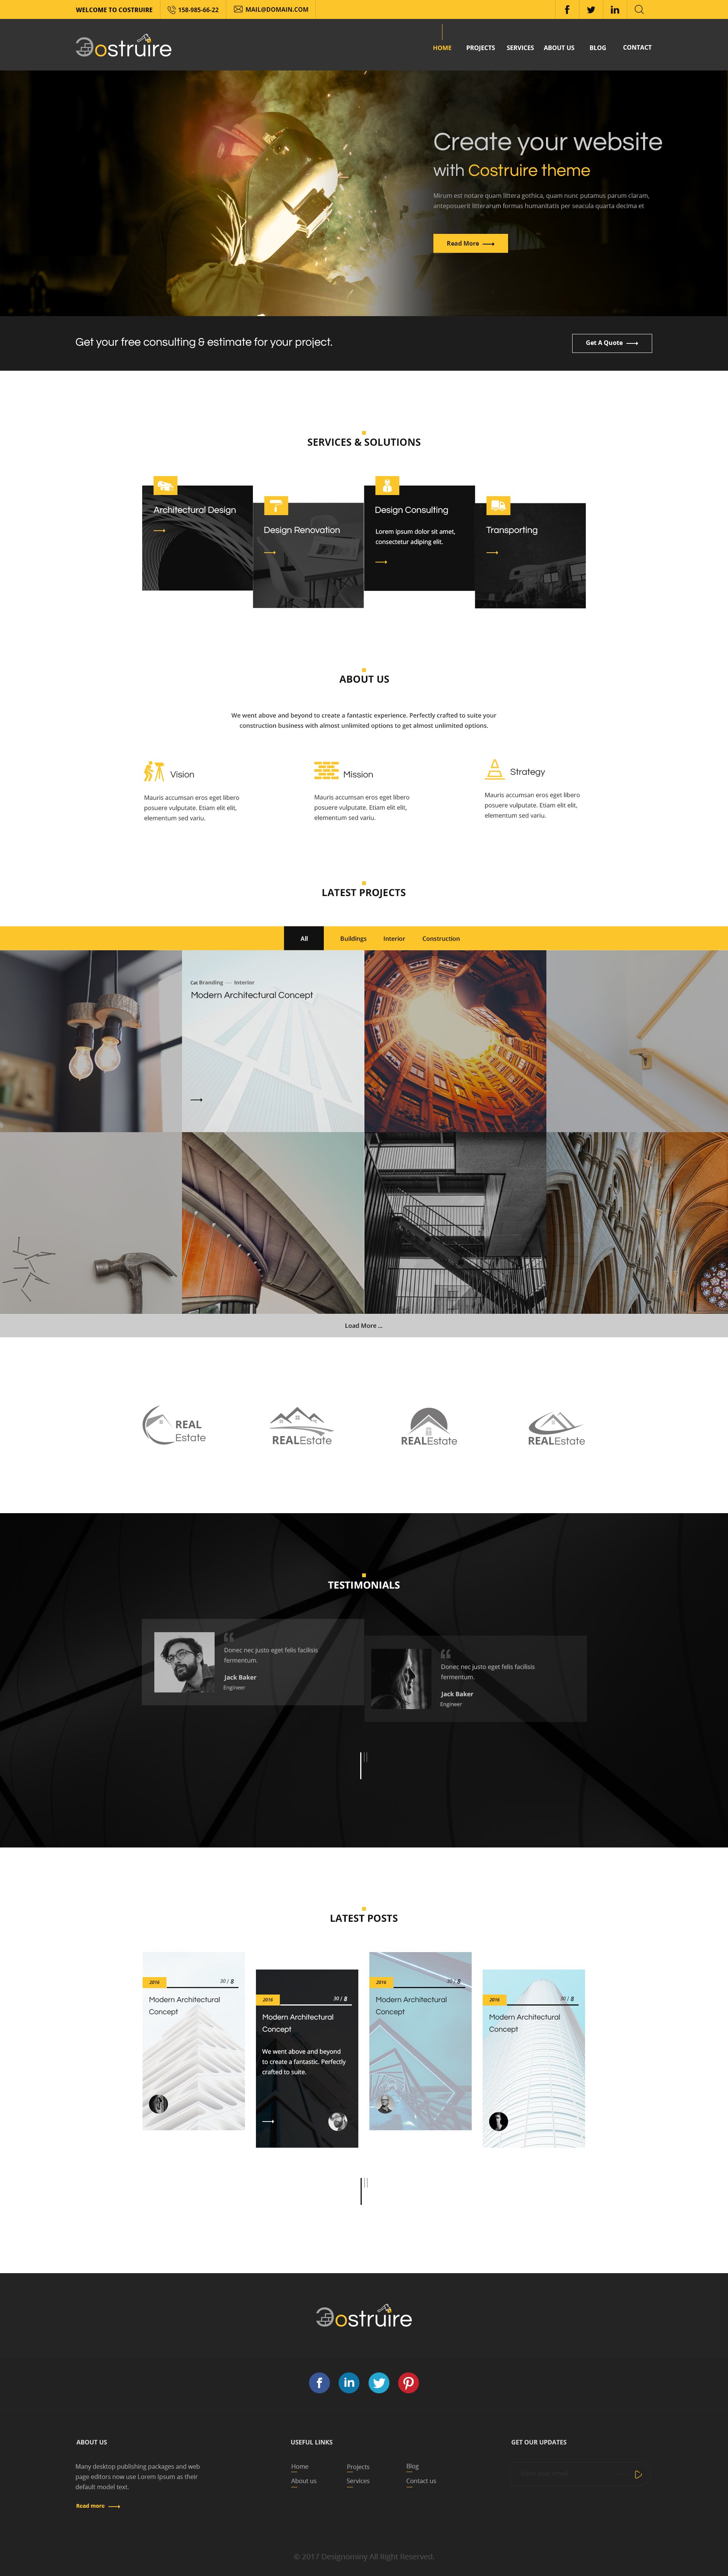 WELCOME TO COSTRUIRE
158-985-66-22
MAIL@DOMAIN.COM
Costruire
HOME
PROJECTS
SERVICES
ABOUT US
BLOG
CONTACT
Create your website
with Costruire theme
Mirum est notare quam littera gothica, quam nunc putamus parum claram,
anteposuerit litterarum formas humanitatis per seacula quarta decima et
Read More
Get your free consulting & estimate for your project.
Get A Quote
SERVICES & SOLUTIONS
Architectural Design
Design Renovation
Design Consulting
Lorem ipsum dolor sit amet,
consectetur adiping elit.
Transporting
ABOUT US
We went above and beyond to create a fantastic experience. Perfectly crafted to suite your
construction business with almost unlimited options to get almost unlimited options.
Vision
Mauris accumsan eros eget libero
posuere vulputate. Etiam elit elit,
elementum sed variu.
Mission
Mauris accumsan eros eget libero
posuere vulputate. Etiam elit elit,
elementum sed variu.
Strategy
Mauris accumsan eros eget libero
posuere vulputate. Etiam elit elit,
elementum sed variu.
LATEST PROJECTS
All
Buildings
Interior
Construction
Cat: Branding — Interior
Modern Architectural Concept
Load More ...
REAL
Estate
REALEstate
REALEstate
REALEstate
TESTIMONIALS
Donec nec justo eget felis facilisis
fermentum.
Jack Baker
Engineer
Donec nec justo eget felis facilisis
fermentum.
Jack Baker
Engineer
LATEST POSTS
2016
30 / 8
Modern Architectural
Concept
2016
30 / 8
Modern Architectural
Concept
We went above and beyond
to create a fantastic. Perfectly
crafted to suite.
2016
30 / 8
Modern Architectural
Concept
2016
30 / 8
Modern Architectural
Concept
Costruire
ABOUT US
Many desktop publishing packages and web
page editors now use Lorem Ipsum as their
default model text.
Read more
USEFUL LINKS
Home
Projects
Blog
About us
Services
Contact us
GET OUR UPDATES
© 2017 Designominy All Right Reserved.